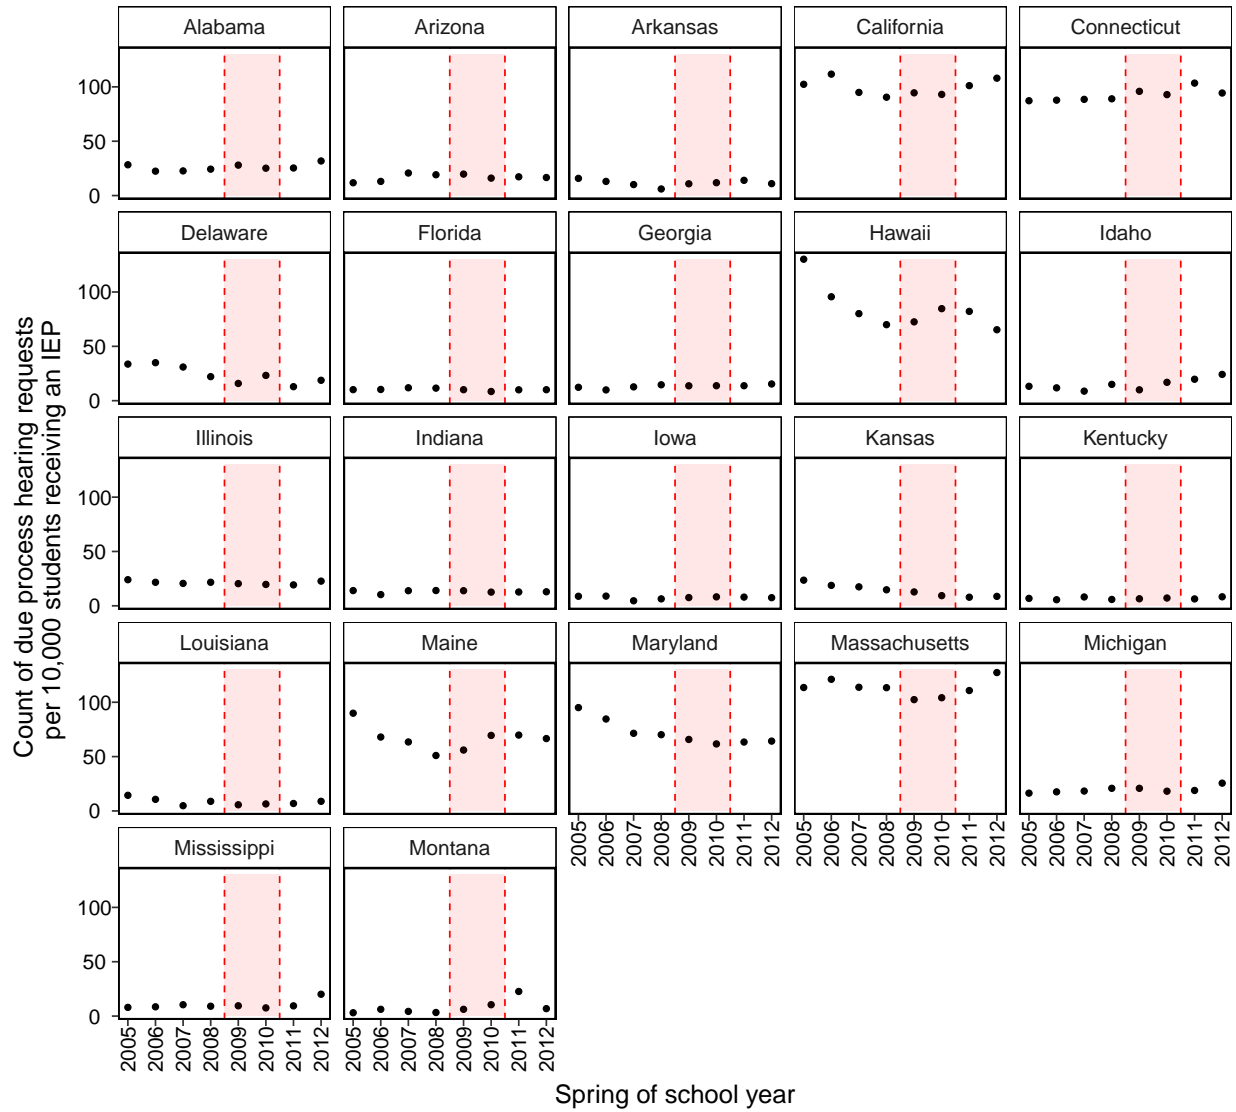 Count of due process hearing requests
per 10,000 students receiving an IEP
Alabama
Arizona
Arkansas
California
Connecticut
100
50
0
Delaware
Florida
Georgia
Hawaii
Idaho
100
50
0
Illinois
Indiana
Iowa
Kansas
Kentucky
100
50
0
Louisiana
Maine
Maryland
Massachusetts
Michigan
100
50
0
2005
2006
2007
2008
2009
2010
2011
2012
2005
2006
2007
2008
2009
2010
2011
2012
2005
2006
2007
2008
2009
2010
2011
2012
Mississippi
Montana
100
50
0
2005
2006
2007
2008
2009
2010
2011
2012
2005
2006
2007
2008
2009
2010
2011
2012
Spring of school year